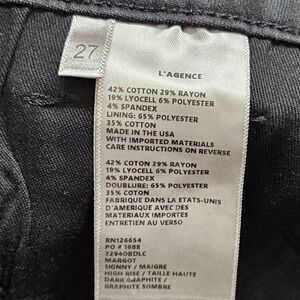 27
L'AGENCE
42% COTTON 29% RAYON
19% LYOCELL 6% POLYESTER
4% SPANDEX
LINING: 65% POLYESTER
35% COTTON
MADE IN THE USA
WITH IMPORTED MATERIALS
CARE INSTRUCTIONS ON REVERSE
42% COTON 29% RAYON
19% LYOCELL 6% POLYESTER
4% SPANDEX
DOUBLURE: 65% POLYESTER
35% COTON
FABRIQUE DANS LA ETATS-UNIS
D'AMERIQUE AVEC DES
MATERIAUX IMPORTES
ENTRETIEN AU VERSO
RN126654
PO # 1688
22940BDLC
MARGOT
SKINNY / MAIGRE
HIGH RISE / TAILLE HAUTE
DARK GRAPHITE /
GRAPHITE SOMBRE